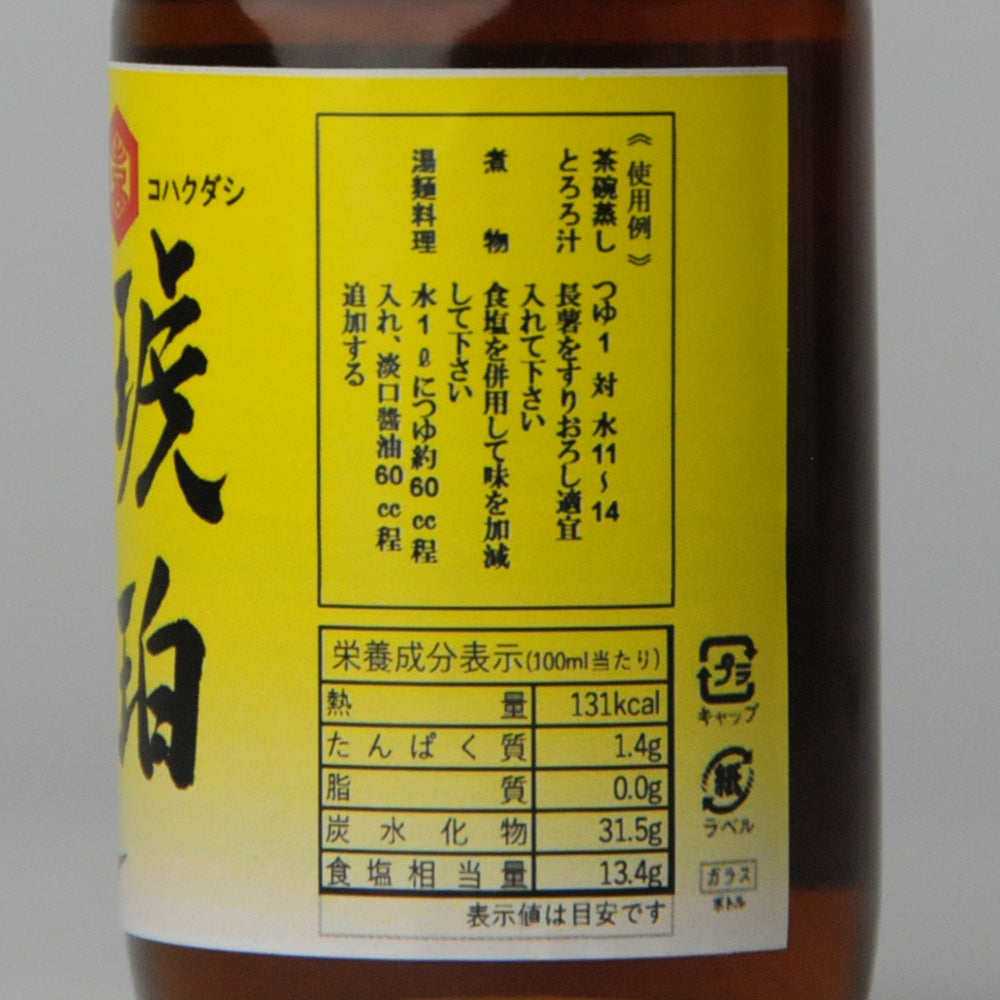 コハクダシ
琥珀
《使用例》
茶碗蒸し つゆ1 対 水11〜14
とろろ汁 長薯をすりおろし適宜
入れて下さい
煮物 食塩を併用して味を加減
して下さい
湯麺料理 水1ℓにつゆ約60cc程
入れ、淡口醬油60cc程
追加する
栄養成分表示(100ml当たり)
熱量 131kcal
たんぱく質 1.4g
脂質 0.0g
炭水化物 31.5g
食塩相当量 13.4g
表示値は目安です
プラ
キャップ
紙
ラベル
ガラス
ボトル